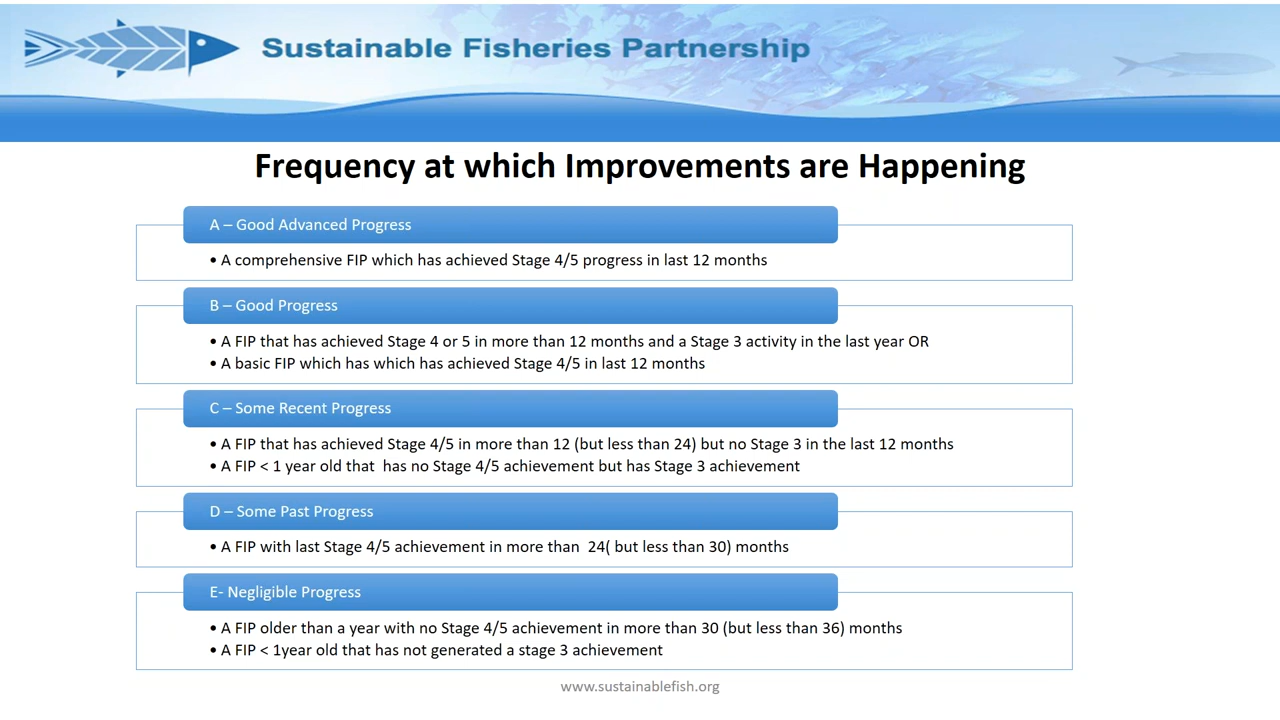 Sustainable Fisheries Partnership
Frequency at which Improvements are Happening
A – Good Advanced Progress
• A comprehensive FIP which has achieved Stage 4/5 progress in last 12 months
B – Good Progress
• A FIP that has achieved Stage 4 or 5 in more than 12 months and a Stage 3 activity in the last year OR
• A basic FIP which has which has achieved Stage 4/5 in last 12 months
C – Some Recent Progress
• A FIP that has achieved Stage 4/5 in more than 12 (but less than 24) but no Stage 3 in the last 12 months
• A FIP < 1 year old that  has no Stage 4/5 achievement but has Stage 3 achievement
D – Some Past Progress
• A FIP with last Stage 4/5 achievement in more than  24( but less than 30) months
E- Negligible Progress
• A FIP older than a year with no Stage 4/5 achievement in more than 30 (but less than 36) months
• A FIP < 1year old that has not generated a stage 3 achievement
www.sustainablefish.org